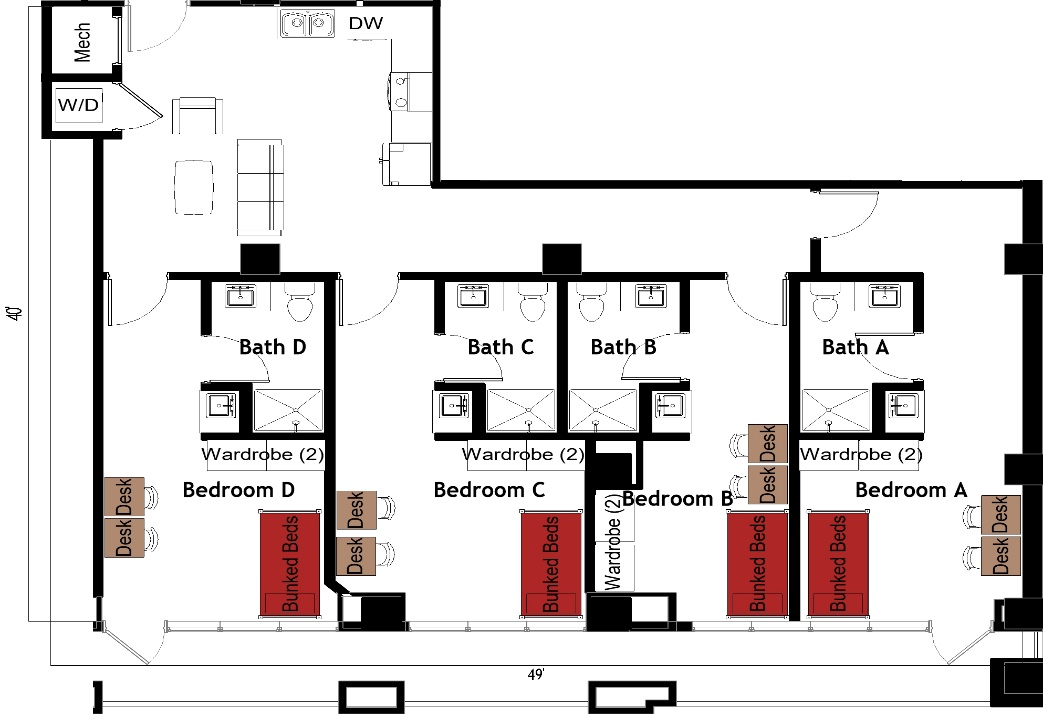 DW
Mech
W/D
40'
Bath D
Bath C
Bath B
Bath A
Wardrobe (2)
Wardrobe (2)
Wardrobe (2)
Wardrobe (2)
Bedroom D
Bedroom C
Bedroom B
Bedroom A
Desk
Desk
Desk
Desk
Desk
Desk
Desk
Desk
Bunked Beds
Bunked Beds
Bunked Beds
Bunked Beds
49'